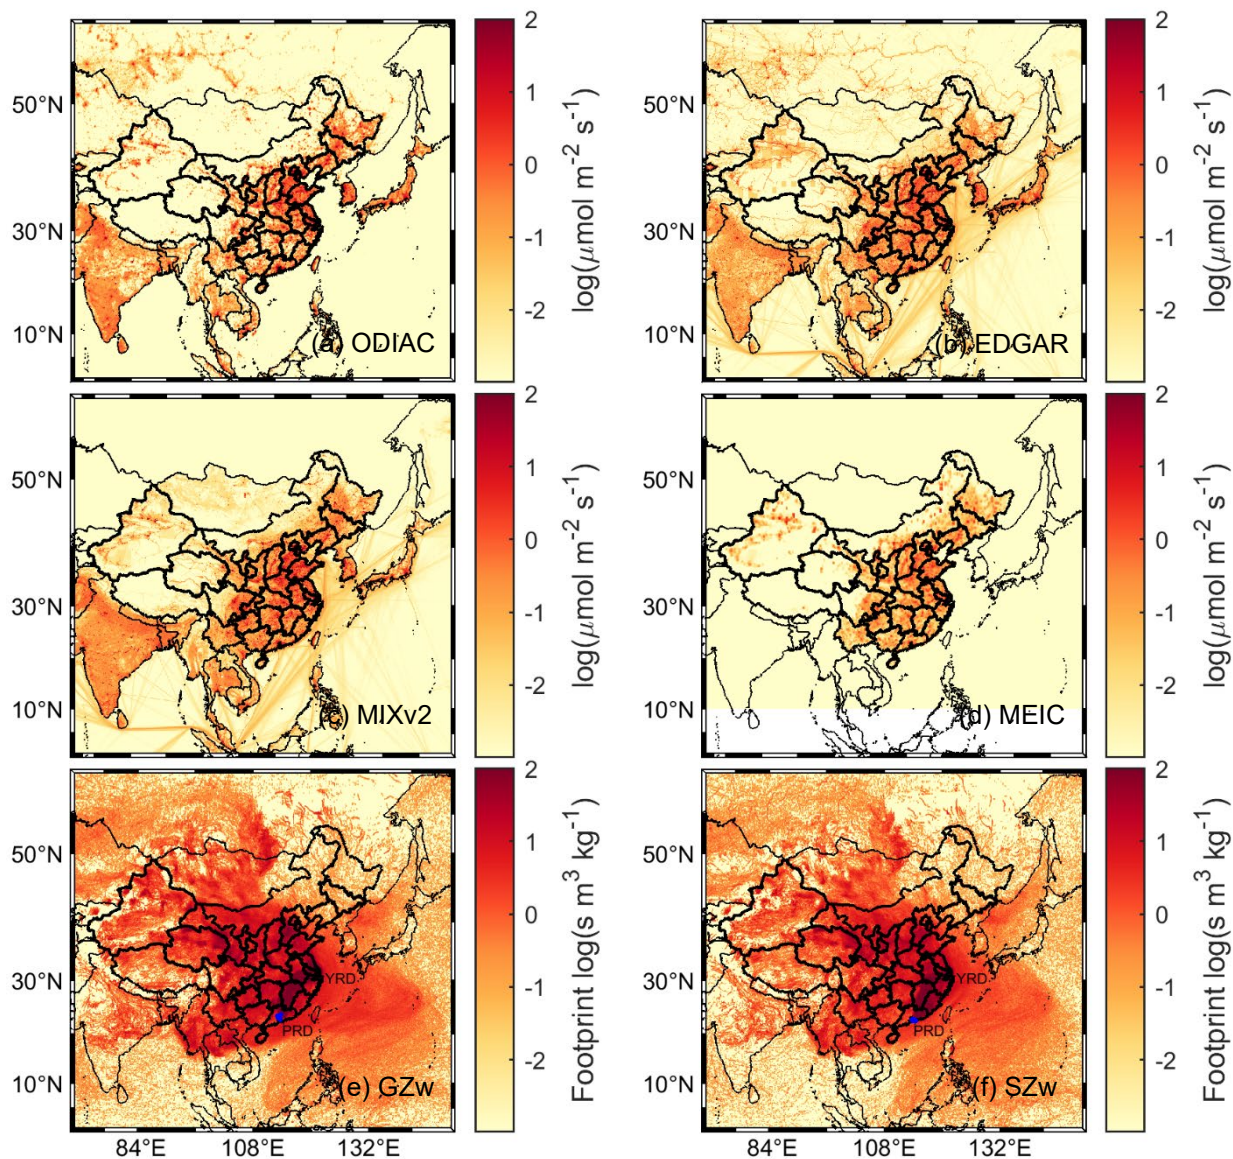 2
1
0
-1
-2
log(μmol m⁻² s⁻¹)
50°N
30°N
10°N
(a) ODIAC
2
1
0
-1
-2
log(μmol m⁻² s⁻¹)
50°N
30°N
10°N
(b) EDGAR
2
1
0
-1
-2
log(μmol m⁻² s⁻¹)
50°N
30°N
10°N
(c) MIXv2
2
1
0
-1
-2
log(μmol m⁻² s⁻¹)
50°N
30°N
10°N
(d) MEIC
2
1
0
-1
-2
Footprint log(s m³ kg⁻¹)
50°N
30°N
10°N
YRD
PRD
(e) GZw
84°E 108°E 132°E
2
1
0
-1
-2
Footprint log(s m³ kg⁻¹)
50°N
30°N
10°N
YRD
PRD
(f) SZw
84°E 108°E 132°E